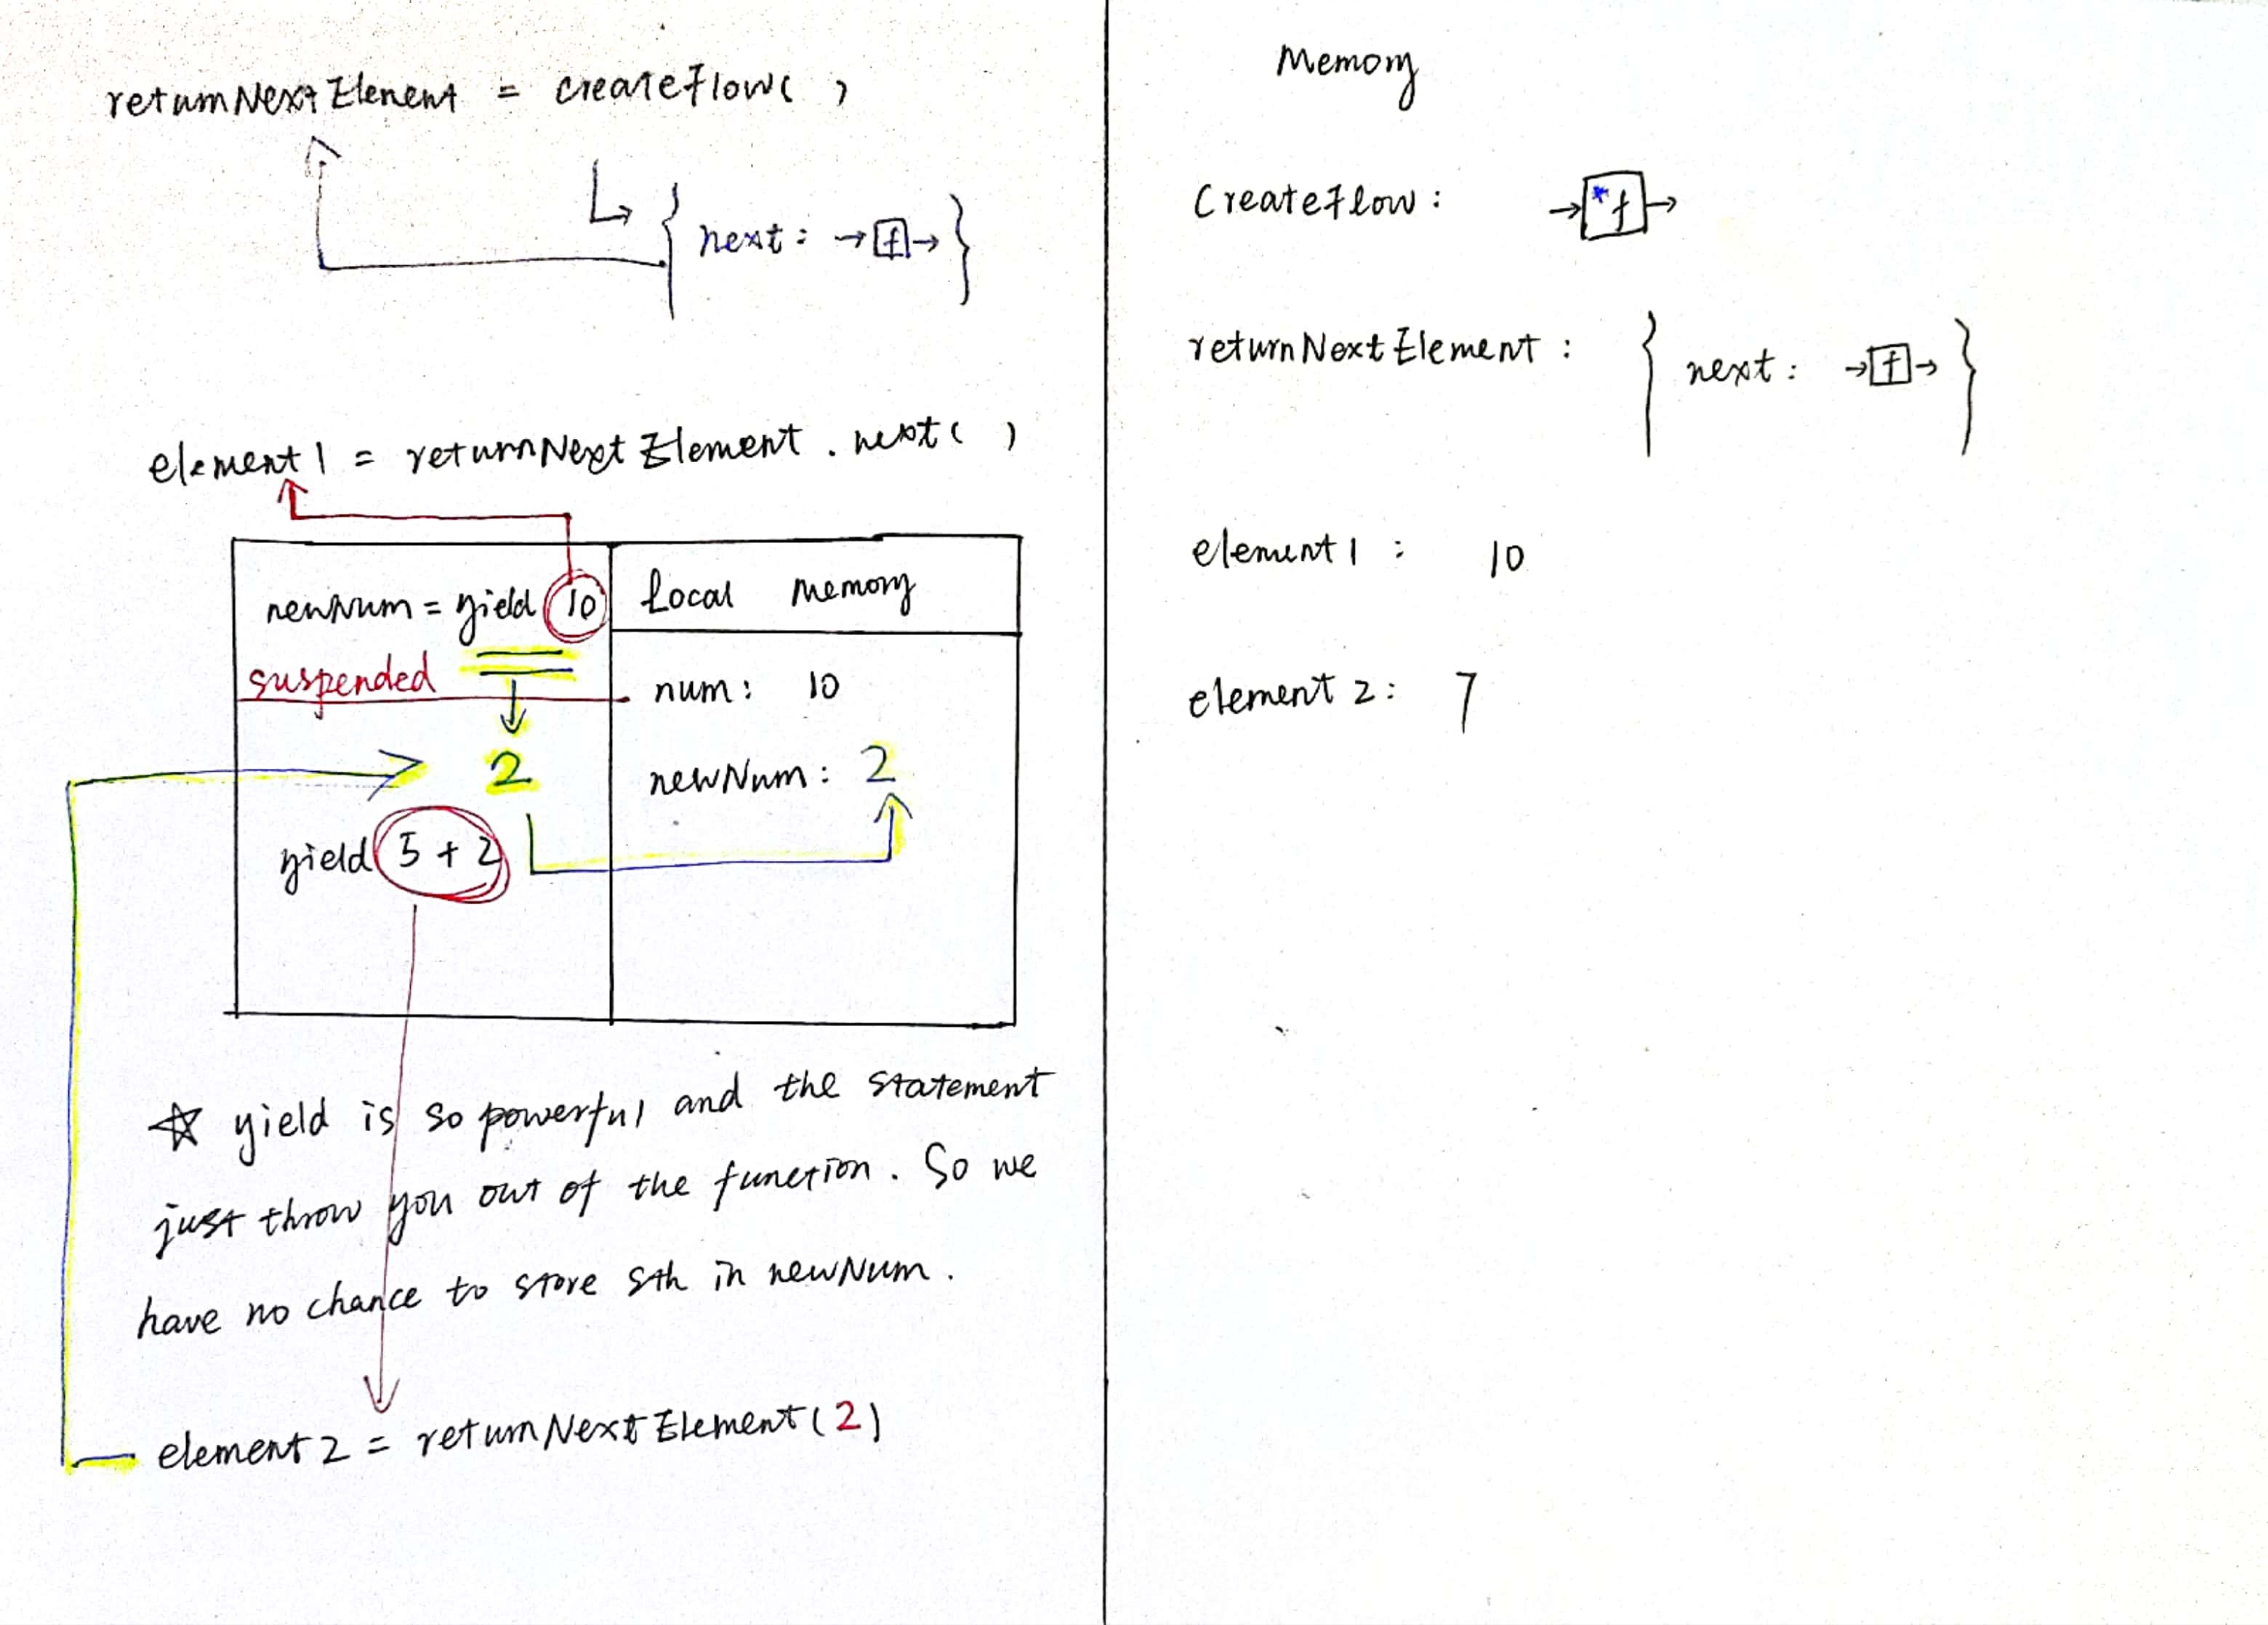 returnNextElement = createFlow( )
{ next: →[f]→ }
element1 = returnNextElement . next( )
newNum = yield 10
suspended
2
yield 5 + 2
Local Memory
num: 10
newNum: 2
☆ yield is so powerful and the statement
just throw you out of the function. So we
have no chance to store sth in newNum.
element2 = returnNextElement(2)
Memory
CreateFlow: →[*f]→
returnNextElement: { next: →[f]→ }
element1: 10
element2: 7